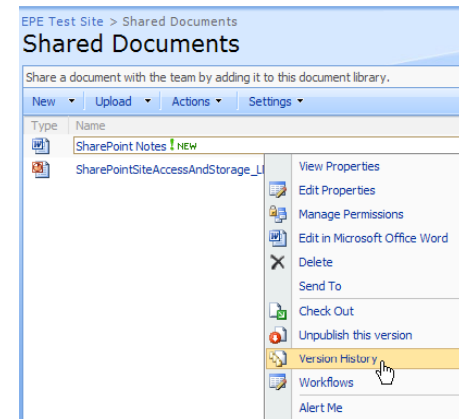 EPE Test Site > Shared Documents
Shared Documents
Share a document with the team by adding it to this document library.
New Upload Actions Settings
Type Name
SharePoint Notes ! NEW
SharePointSiteAccessAndStorage_
View Properties
Edit Properties
Manage Permissions
Edit in Microsoft Office Word
Delete
Send To
Check Out
Unpublish this version
Version History
Workflows
Alert Me